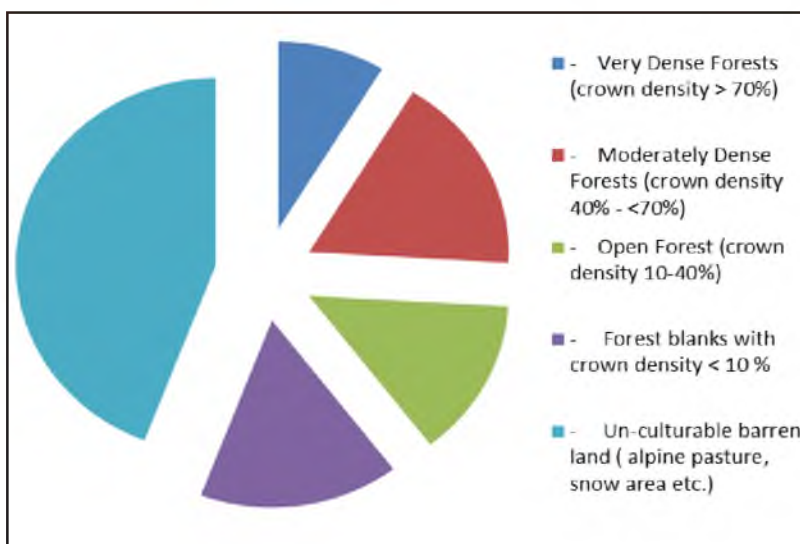 - Very Dense Forests
(crown density > 70%)
- Moderately Dense
Forests (crown density
40% - <70%)
- Open Forest (crown
density 10-40%)
- Forest blanks with
crown density < 10 %
- Un-culturable barren
land ( alpine pasture,
snow area etc.)